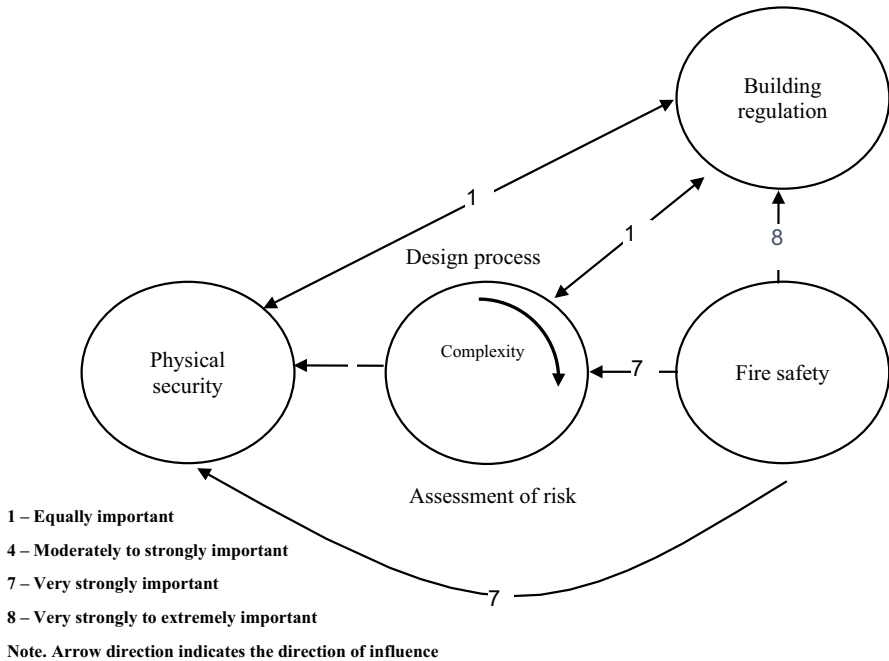 Building
regulation
1
1
8
Design process
Physical
security
Complexity
7
Fire safety
Assessment of risk
7
1 – Equally important
4 – Moderately to strongly important
7 – Very strongly important
8 – Very strongly to extremely important
Note. Arrow direction indicates the direction of influence